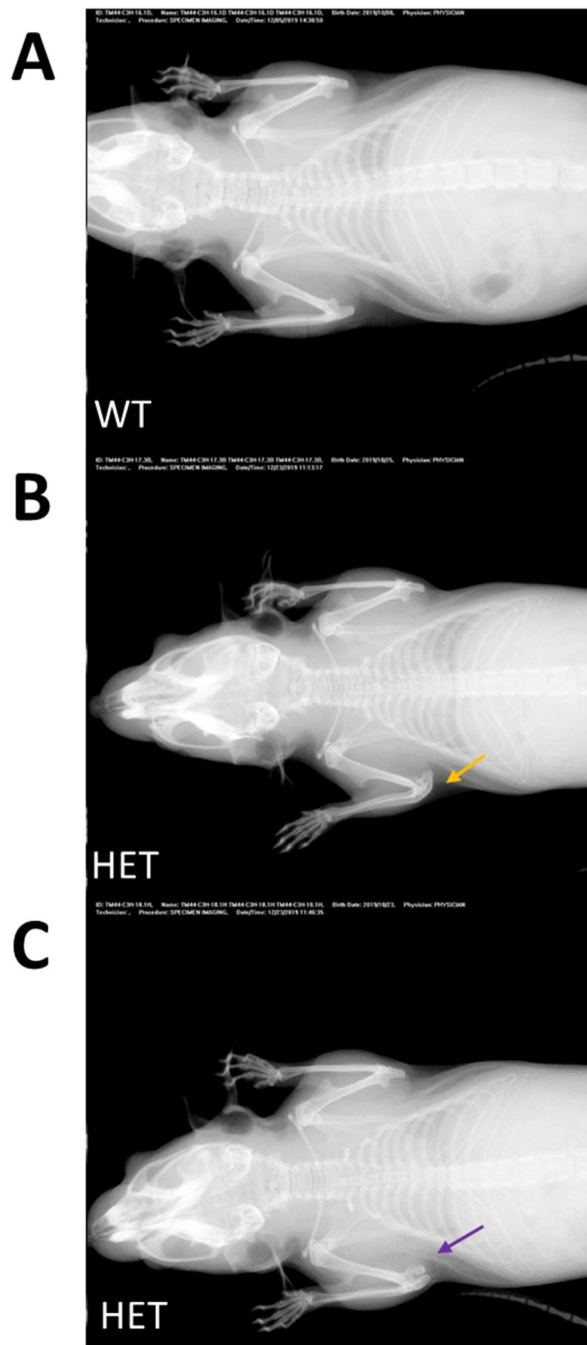 ID: TM44-C3H-16.1D, Name: TM44-C3H-16.1D TM44-C3H-16.1D TM44-C3H-16.1D, Birth Date: 2019/10/08, Physician: PHYSICIAN
Technician: , Procedure: SPECIMEN IMAGING, Date/Time: 12/05/2019 14:30:50
A
WT
ID: TM44-C3H-17.3B, Name: TM44-C3H-17.3B TM44-C3H-17.3B TM44-C3H-17.3B, Birth Date: 2019/10/25, Physician: PHYSICIAN
Technician: , Procedure: SPECIMEN IMAGING, Date/Time: 12/23/2019 11:13:17
B
HET
ID: TM44-C3H-18.1H, Name: TM44-C3H-18.1H TM44-C3H-18.1H TM44-C3H-18.1H, Birth Date: 2019/10/23, Physician: PHYSICIAN
Technician: , Procedure: SPECIMEN IMAGING, Date/Time: 12/23/2019 11:46:35
C
HET